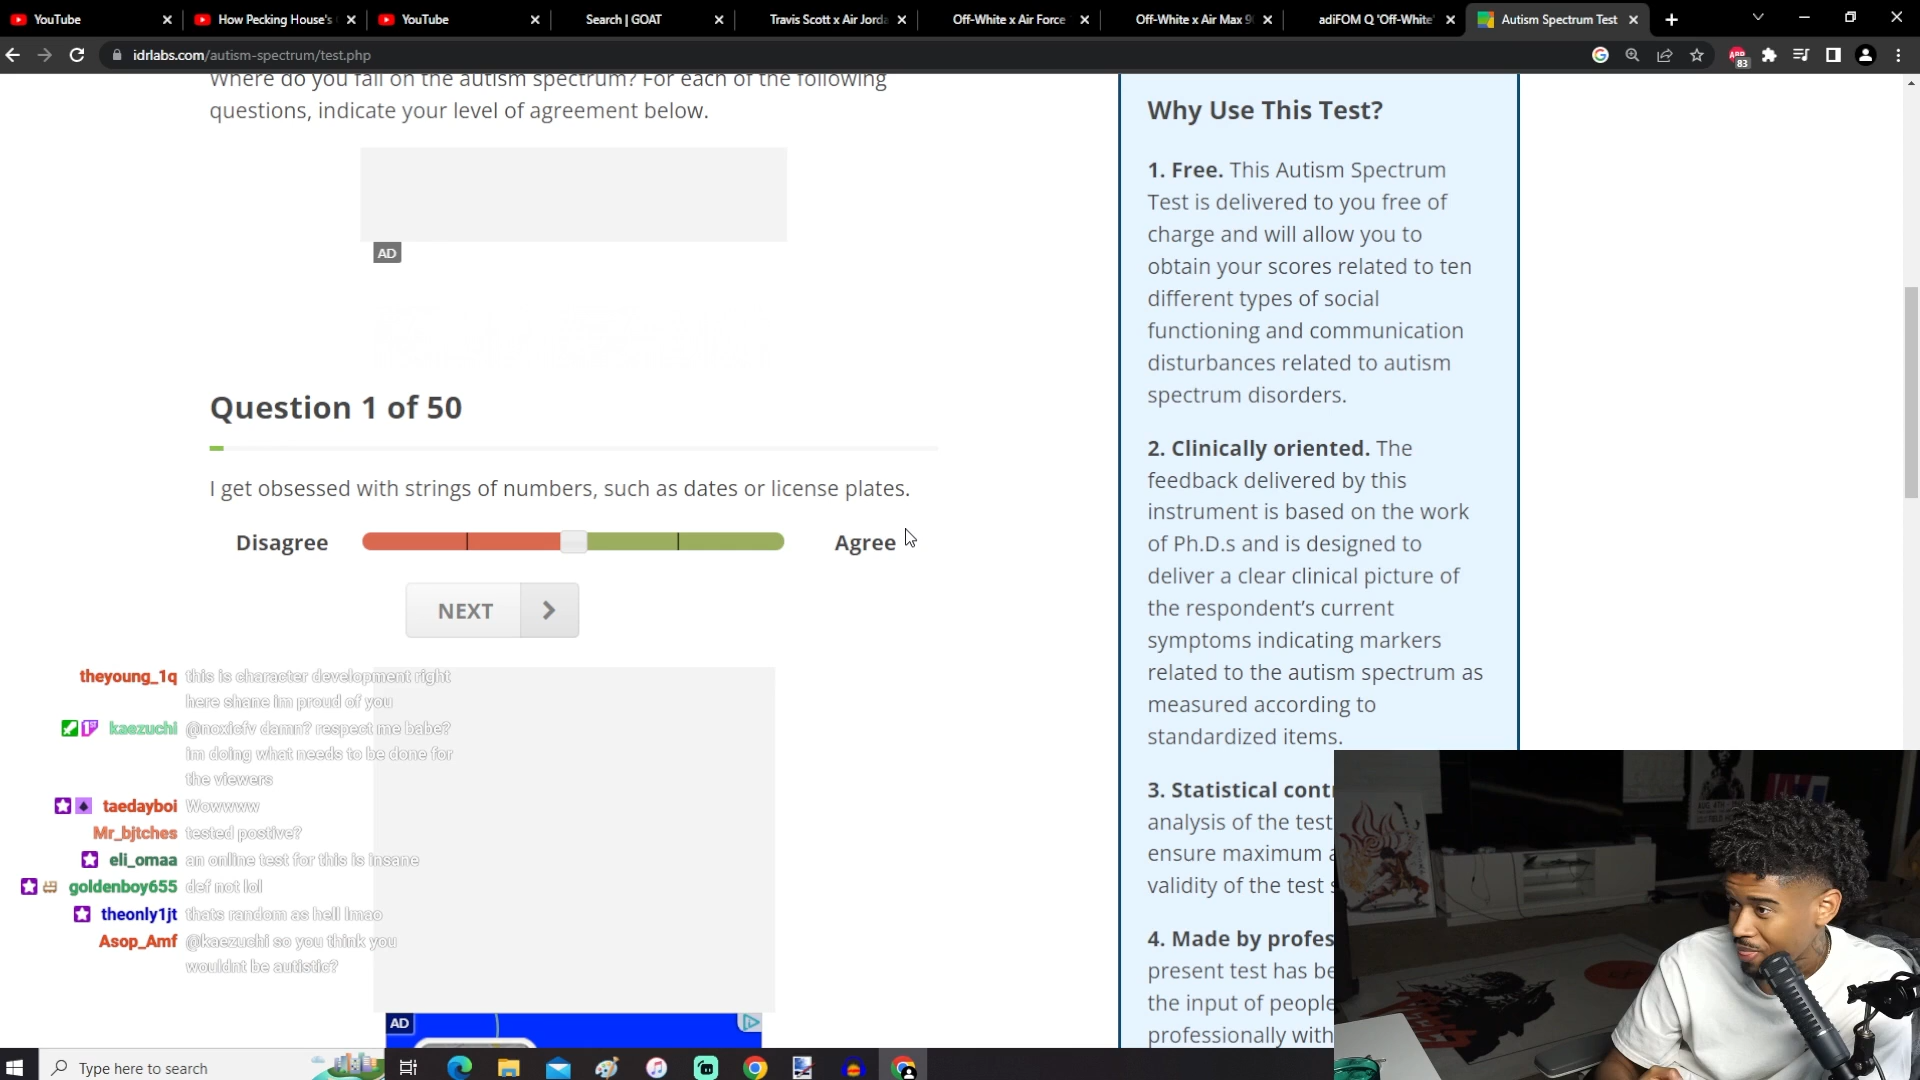 YouTube
How Pecking House's
YouTube
Search | GOAT
Travis Scott x Air Jorda
Off-White x Air Force
Off-White x Air Max 9
adiFOM Q 'Off-White'
Autism Spectrum Test
idrlabs.com/autism-spectrum/test.php
83
Where do you fall on the autism spectrum? For each of the following
questions, indicate your level of agreement below.
AD
Question 1 of 50
I get obsessed with strings of numbers, such as dates or license plates.
Disagree
Agree
NEXT
theyoung_1q this is character development right
here shane im proud of you
kaezuchi @noxicfv damn? respect me babe?
im doing what needs to be done for
the viewers
taedayboi Wowwww
Mr_bjtches tested postive?
eli_omaa an online test for this is insane
goldenboy655 def not lol
theonly1jt thats random as hell lmao
Asop_Amf @kaezuchi so you think you
wouldnt be autistic?
AD
Why Use This Test?
1. Free. This Autism Spectrum
Test is delivered to you free of
charge and will allow you to
obtain your scores related to ten
different types of social
functioning and communication
disturbances related to autism
spectrum disorders.
2. Clinically oriented. The
feedback delivered by this
instrument is based on the work
of Ph.D.s and is designed to
deliver a clear clinical picture of
the respondent's current
symptoms indicating markers
related to the autism spectrum as
measured according to
standardized items.
3. Statistical cont
analysis of the test
ensure maximum a
validity of the test s
4. Made by profes
present test has be
the input of people
professionally with
Type here to search